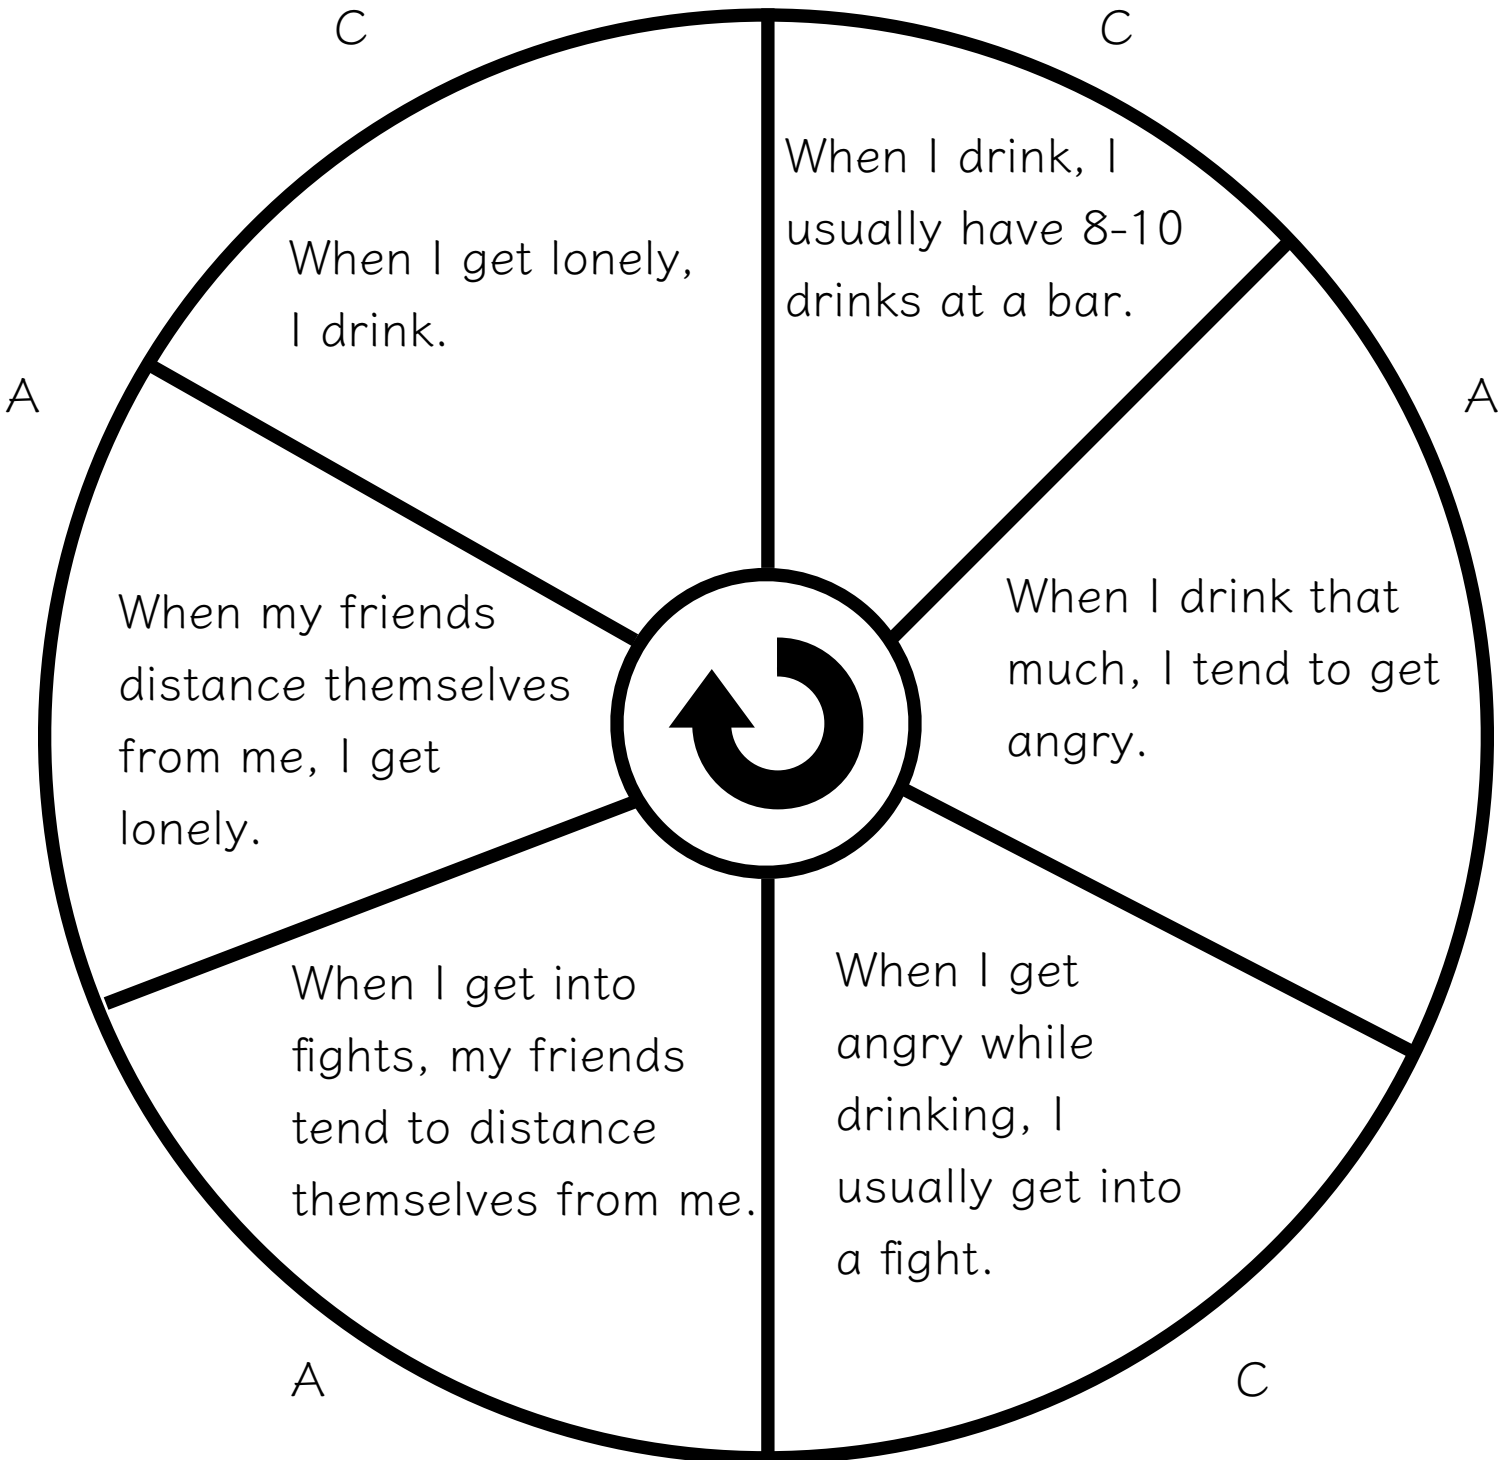 C
C
When I drink, I
usually have 8-10
drinks at a bar.
A
When I drink that
much, I tend to get
angry.
When I get
angry while
drinking, I
usually get into
a fight.
C
When I get into
fights, my friends
tend to distance
themselves from me.
A
When my friends
distance themselves
from me, I get
lonely.
A
When I get lonely,
I drink.